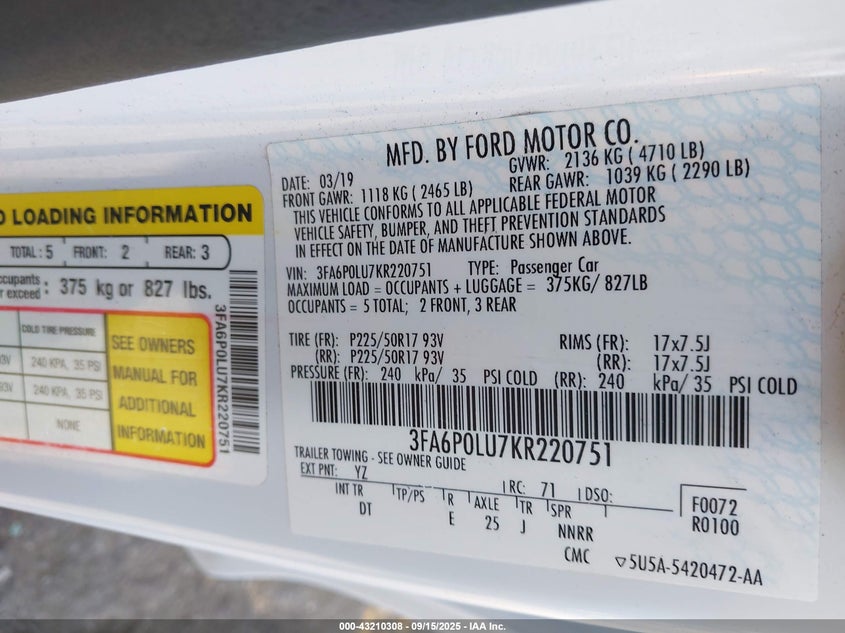 D LOADING INFORMATION
TOTAL: 5 FRONT: 2 REAR: 3
cupants
exceed : 375 kg or 827 lbs.
COLD TIRE PRESSURE
93V 240 KPA, 35 PSI
93V 240 KPA, 35 PSI
NONE
SEE OWNERS
MANUAL FOR
ADDITIONAL
INFORMATION
3FA6P0LU7KR220751
MFD. BY FORD MOTOR CO.
DATE: 03/19 GVWR: 2136 KG ( 4710 LB)
FRONT GAWR: 1118 KG ( 2465 LB) REAR GAWR: 1039 KG ( 2290 LB)
THIS VEHICLE CONFORMS TO ALL APPLICABLE FEDERAL MOTOR
VEHICLE SAFETY, BUMPER, AND THEFT PREVENTION STANDARDS
IN EFFECT ON THE DATE OF MANUFACTURE SHOWN ABOVE.
VIN: 3FA6P0LU7KR220751 TYPE: Passenger Car
MAXIMUM LOAD = OCCUPANTS + LUGGAGE = 375KG/ 827LB
OCCUPANTS = 5 TOTAL; 2 FRONT, 3 REAR
TIRE (FR): P225/50R17 93V RIMS (FR): 17x7.5J
(RR): P225/50R17 93V (RR): 17x7.5J
PRESSURE (FR): 240 kPa/ 35 PSI COLD (RR): 240 kPa/ 35 PSI COLD
3FA6P0LU7KR220751
TRAILER TOWING - SEE OWNER GUIDE
EXT PNT: YZ RC: 71 DSO:
INT TR TP/PS R AXLE TR SPR
DT E 25 J NNRR
CMC
F0072
R0100
▽5U5A-5420472-AA
000-43210308 - 09/15/2025 - IAA Inc.